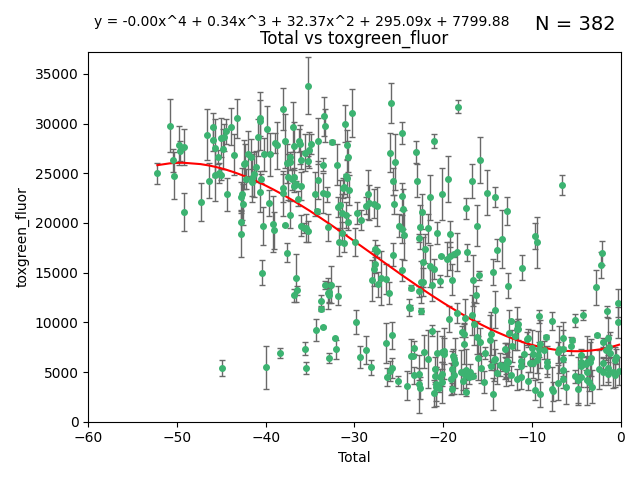 y = -0.00x^4 + 0.34x^3 + 32.37x^2 + 295.09x + 7799.88
N = 382
Total vs toxgreen_fluor
35000
30000
25000
20000
15000
10000
5000
0
toxgreen_fluor
−60 −50 −40 −30 −20 −10 0
Total